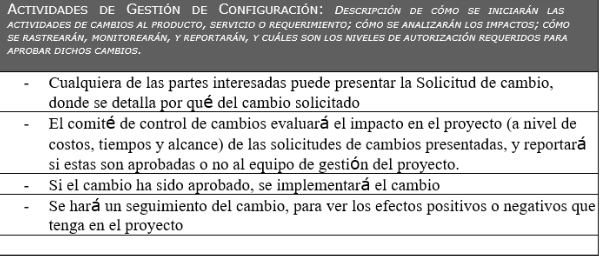 ACTIVIDADES DE GESTIÓN DE CONFIGURACIÓN: DESCRIPCIÓN DE CÓMO SE INICIARÁN LAS
ACTIVIDADES DE CAMBIOS AL PRODUCTO, SERVICIO O REQUERIMIENTO; CÓMO SE ANALIZARÁN LOS IMPACTOS; CÓMO
SE RASTREARÁN, MONITOREARÁN, Y REPORTARÁN, Y CUÁLES SON LOS NIVELES DE AUTORIZACIÓN REQUERIDOS PARA
APROBAR DICHOS CAMBIOS.
- Cualquiera de las partes interesadas puede presentar la Solicitud de cambio,
donde se detalla por qué del cambio solicitado
- El comité de control de cambios evaluará el impacto en el proyecto (a nivel de
costos, tiempos y alcance) de las solicitudes de cambios presentadas, y reportará
si estas son aprobadas o no al equipo de gestión del proyecto.
- Si el cambio ha sido aprobado, se implementará el cambio
- Se hará un seguimiento del cambio, para ver los efectos positivos o negativos que
tenga en el proyecto